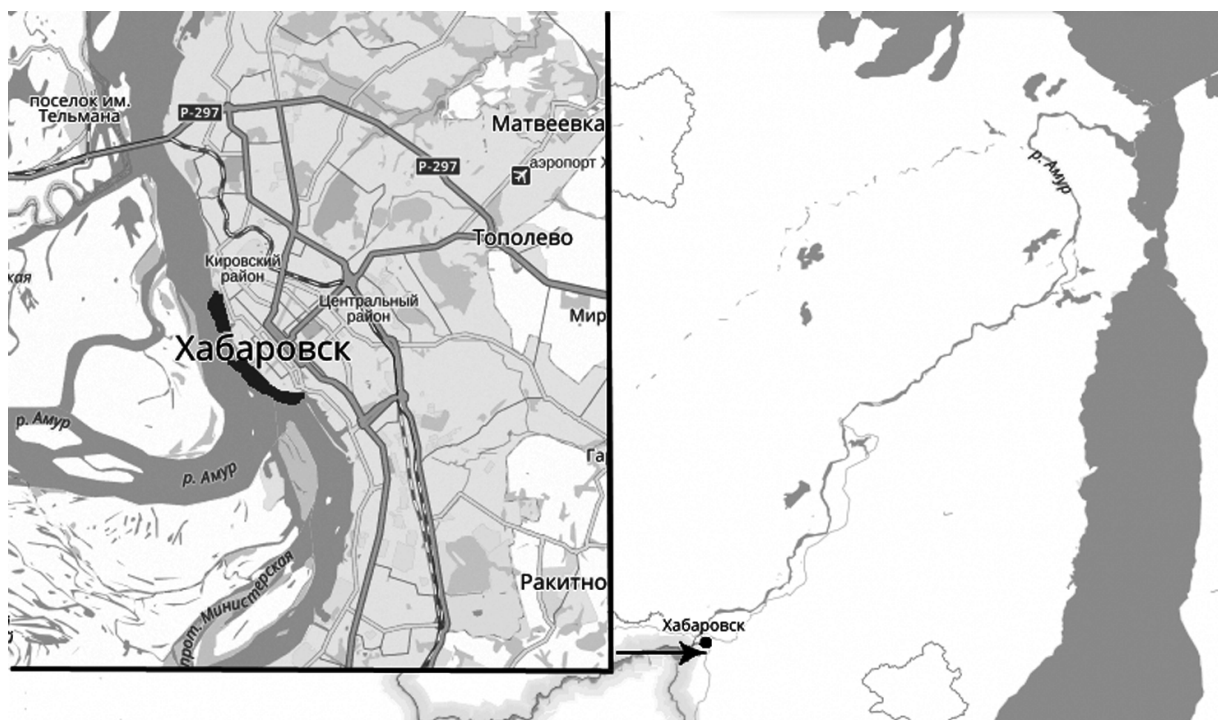 поселок им.
Тельмана
Р-297
Матвеевка
Р-297
аэропорт Х
Тополево
кая
Кировский
район
Центральный
район
Мир
Хабаровск
р. Амур
р. Амур
Га
Ракитно
прот. Министерская
р. Амур
Хабаровск